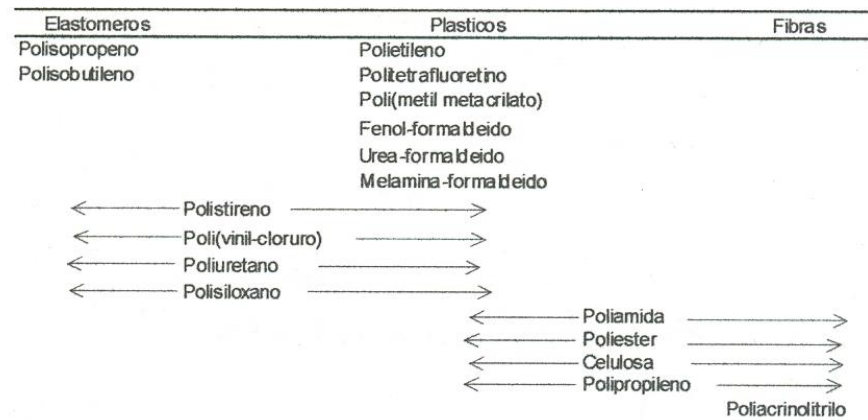 Elastomeros Plasticos Fibras
Polisopropeno Polietileno
Polisobutileno Politetrafluoretino
Poli(metil metacrilato)
Fenol-formaldeido
Urea-formaldeido
Melamina-formaldeido
Polistireno
Poli(vinil-cloruro)
Poliuretano
Polisiloxano
Poliamida
Poliester
Celulosa
Polipropileno
Poliacrinolitrilo